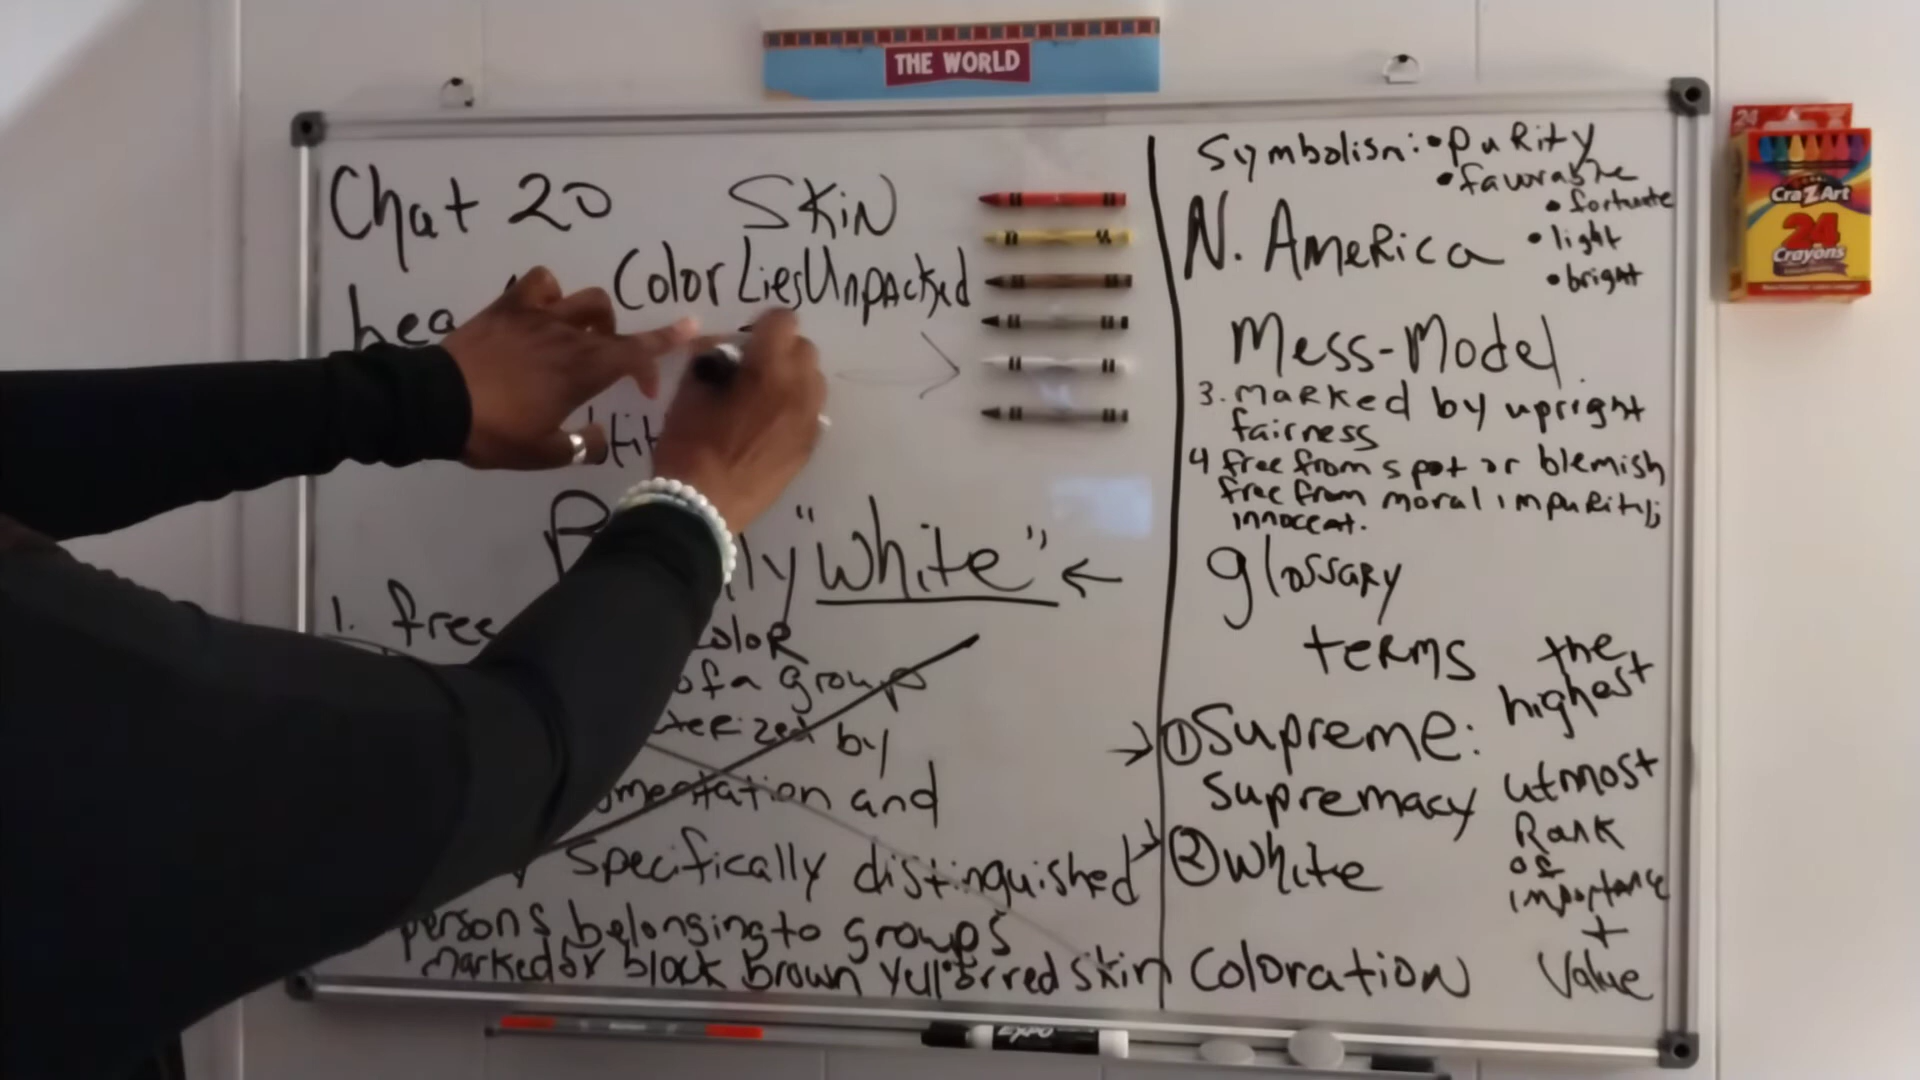 THE WORLD
Chat 20
Skin
Color Lies Unpacked
hea
"white"
1. free
color
of a group
by
and
specifically distinguished
persons belonging to groups
marked by black brown yell or red skin
Symbolism: • purity
• favorable
• fortunate
• light
• bright
N. America
Mess-Model
3. marked by upright
fairness
4 free from spot or blemish
free from moral impurity;
innocent.
glossary
terms
① Supreme:
the
highest
Supremacy
utmost
Rank
of
importance
+
Value
② White
Coloration
24
CraZArt
24
Crayons
EXPO